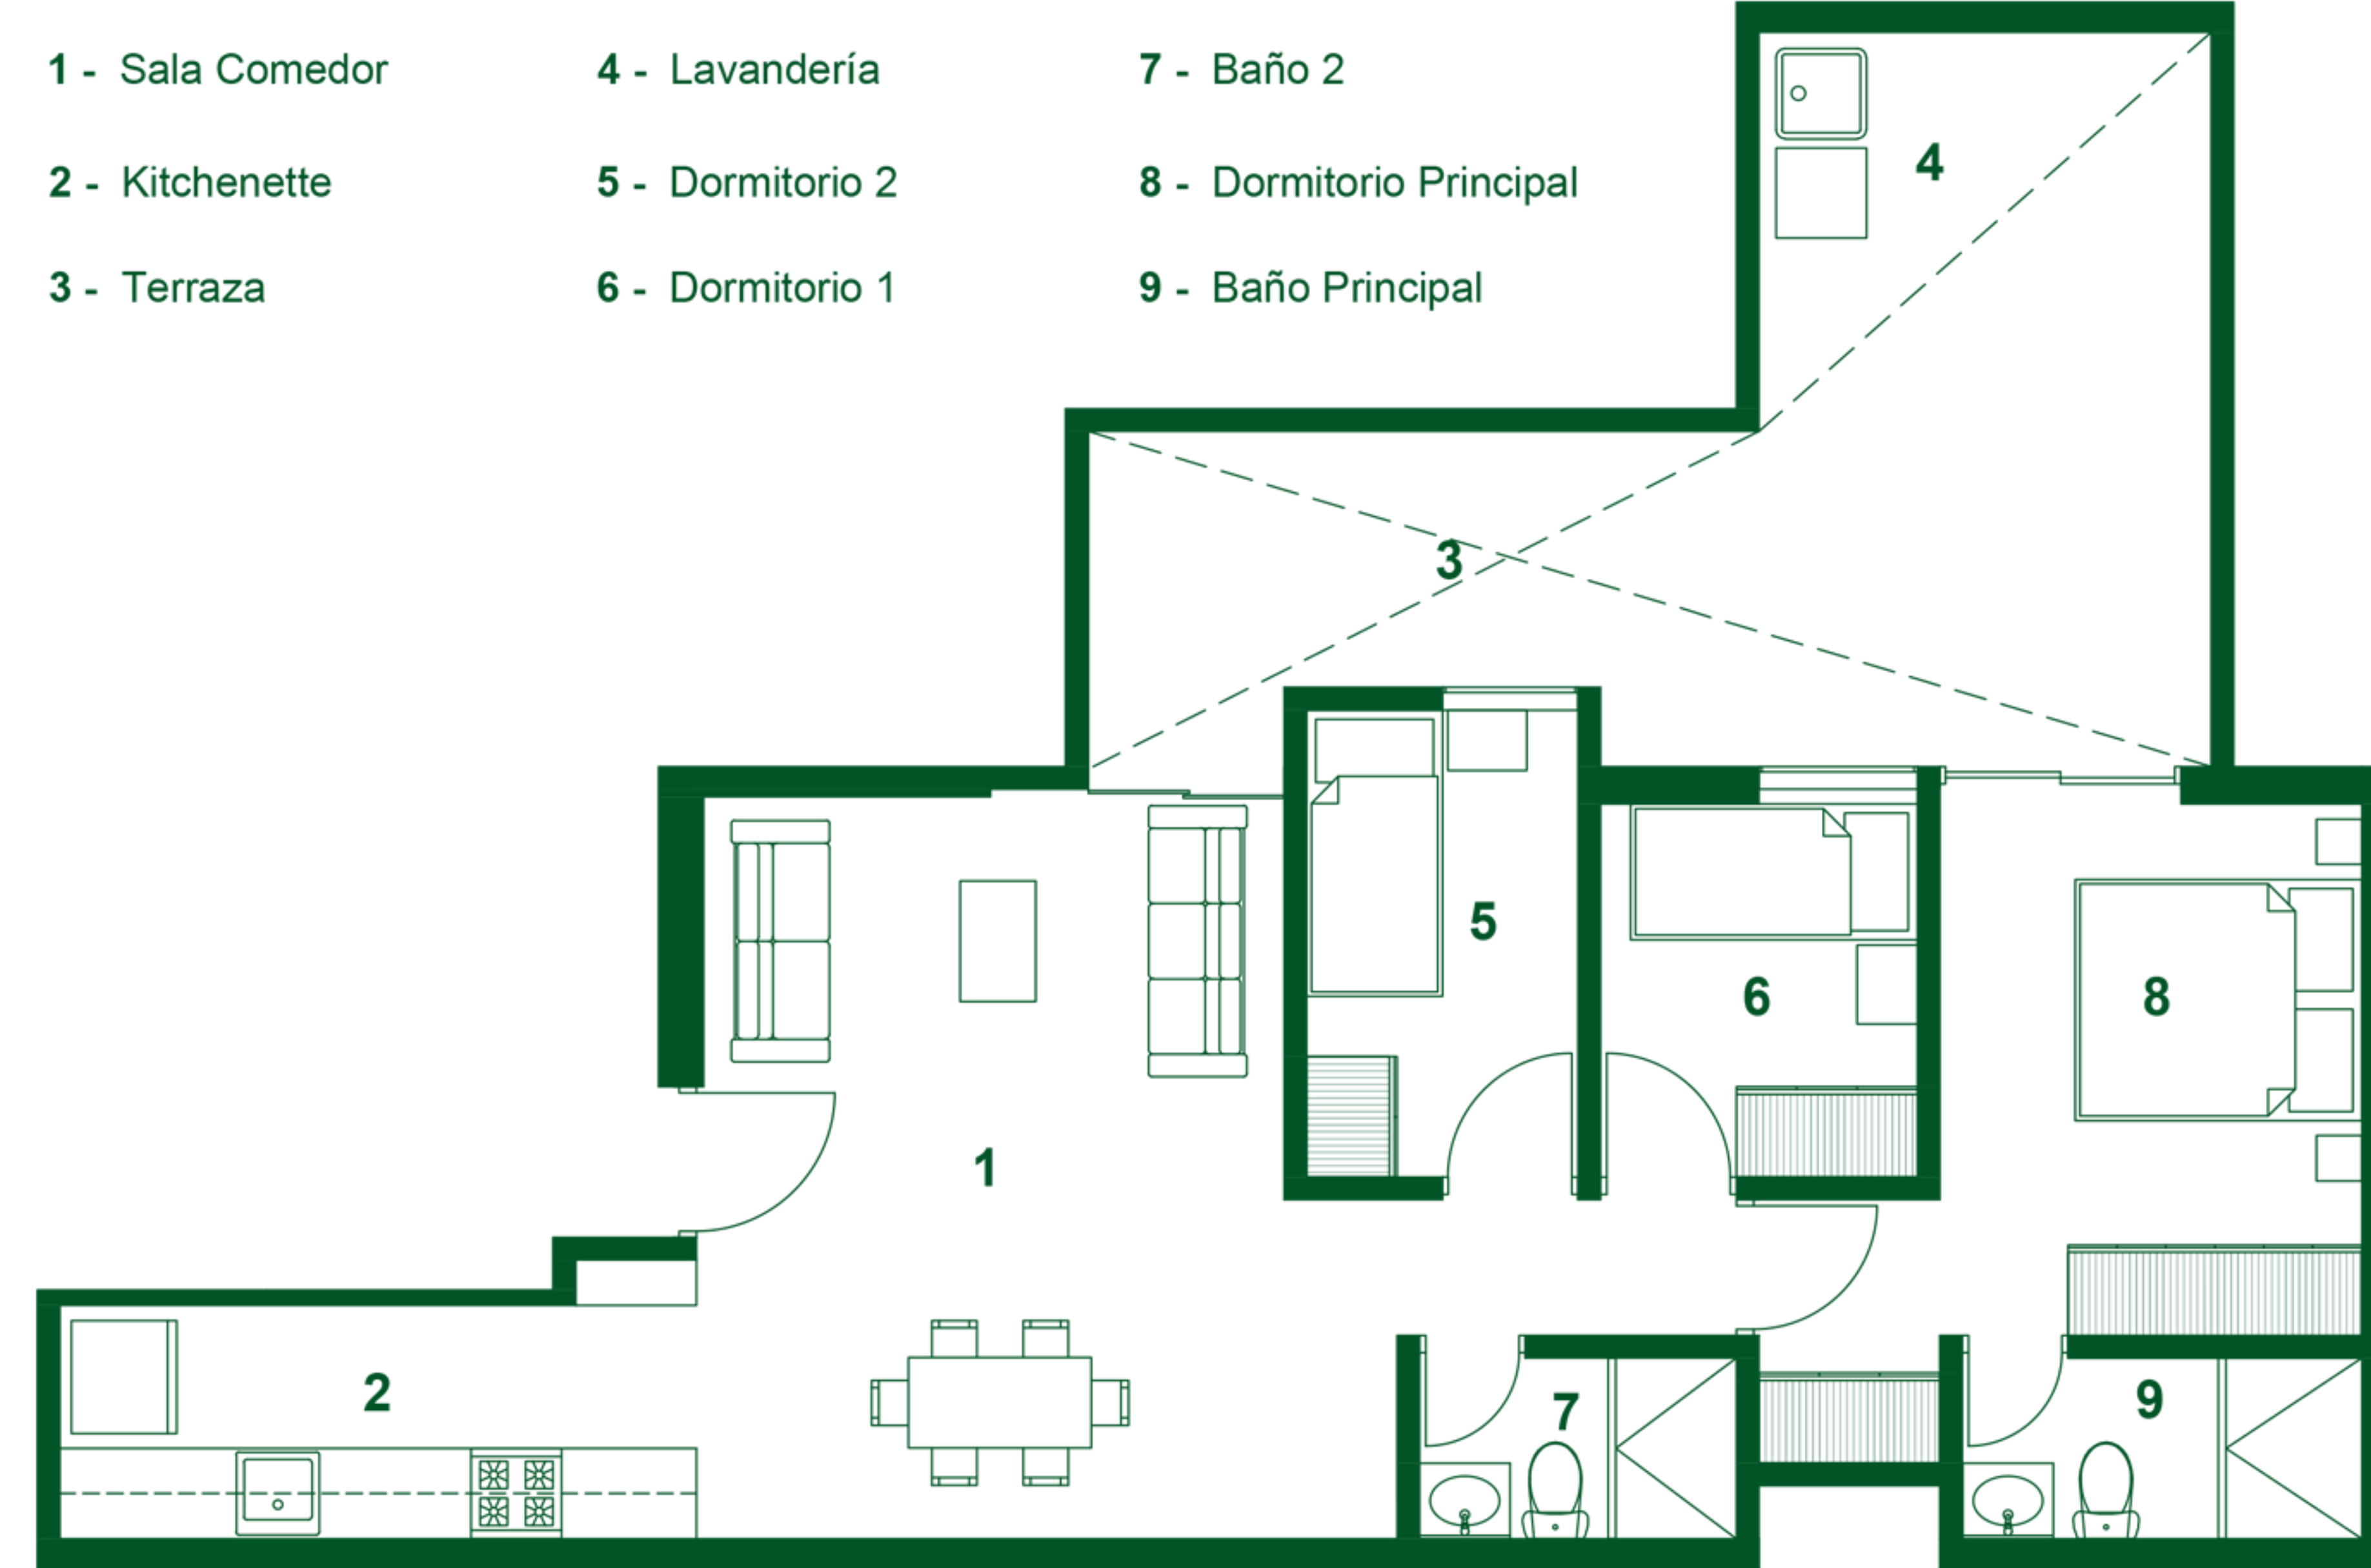 1 - Sala Comedor
2 - Kitchenette
3 - Terraza
4 - Lavandería
5 - Dormitorio 2
6 - Dormitorio 1
7 - Baño 2
8 - Dormitorio Principal
9 - Baño Principal
4
3
5
6
8
1
2
7
9